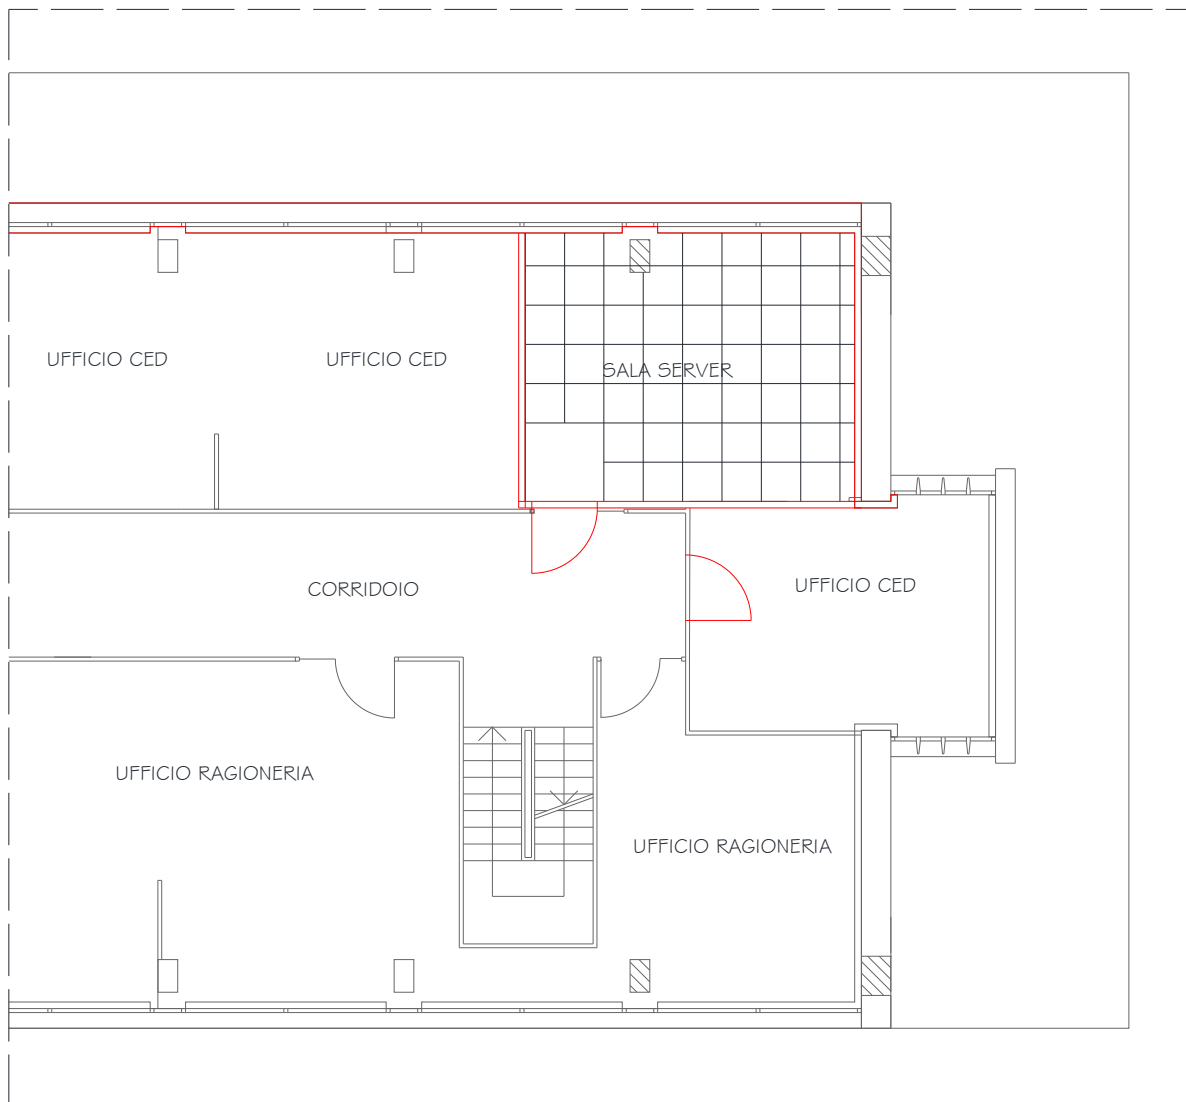 UFFICIO CED
UFFICIO CED
SALA SERVER
CORRIDOIO
UFFICIO CED
UFFICIO RAGIONERIA
UFFICIO RAGIONERIA